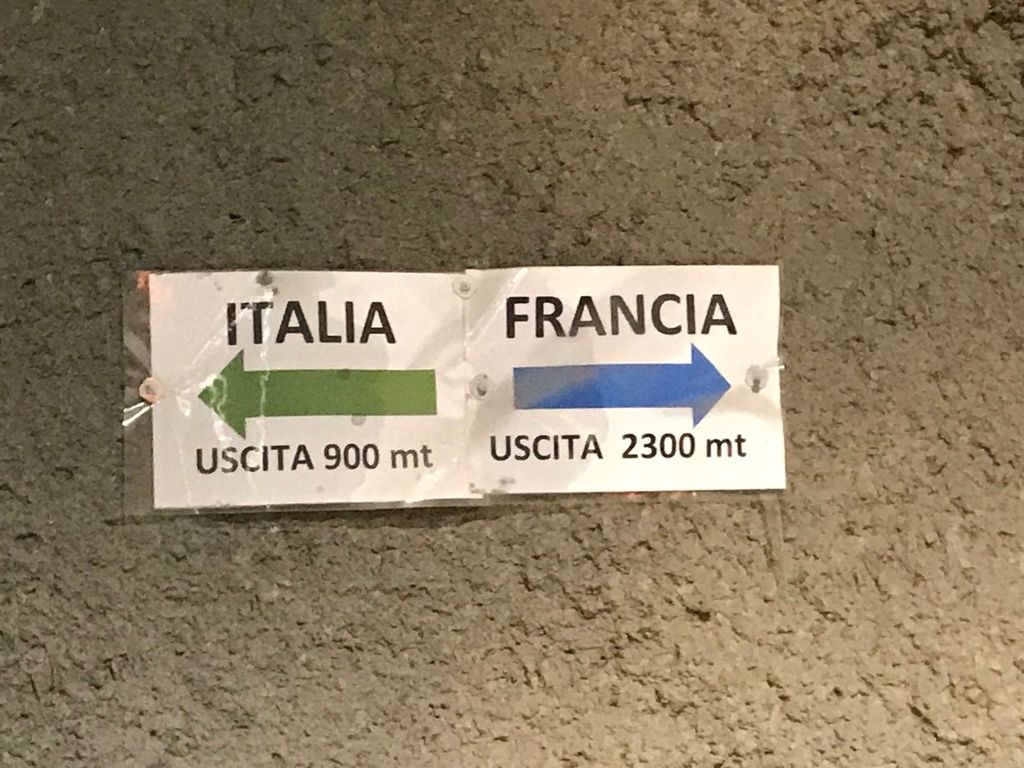 ITALIA
USCITA 900 mt
FRANCIA
USCITA 2300 mt